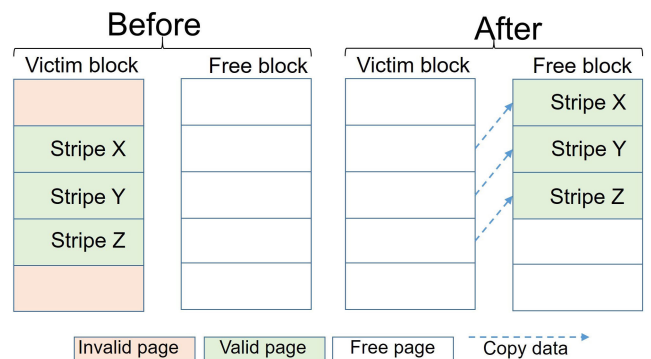 Before After
Victim block Free block Victim block Free block
Stripe X
Stripe X
Stripe Y
Stripe Y
Stripe Z
Stripe Z
Invalid page Valid page Free page Copy data